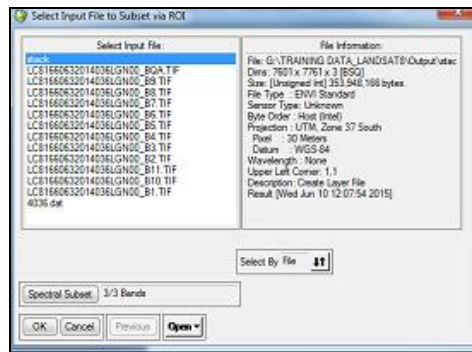 Select Input File to Subset via ROI
Select Input File:
stack
LC81660632014036LGN00_BQA.TIF
LC81660632014036LGN00_B9.TIF
LC81660632014036LGN00_B8.TIF
LC81660632014036LGN00_B7.TIF
LC81660632014036LGN00_B6.TIF
LC81660632014036LGN00_B5.TIF
LC81660632014036LGN00_B4.TIF
LC81660632014036LGN00_B3.TIF
LC81660632014036LGN00_B2.TIF
LC81660632014036LGN00_B11.TIF
LC81660632014036LGN00_B10.TIF
LC81660632014036LGN00_B1.TIF
4036.dat
File Information:
File: G:\TRAINING DATA_LANDSAT8\Output\stac
Dims: 7601 x 7761 x 3 [BSQ]
Size: [Unsigned Int] 353,948,166 bytes.
File Type : ENVI Standard
Sensor Type: Unknown
Byte Order : Host (Intel)
Projection : UTM, Zone 37 South
Pixel : 30 Meters
Datum : WGS-84
Wavelength : None
Upper Left Corner: 1,1
Description: Create Layer File
Result [Wed Jun 10 12:07:54 2015]
Select By File
Spectral Subset 3/3 Bands
OK Cancel Previous Open